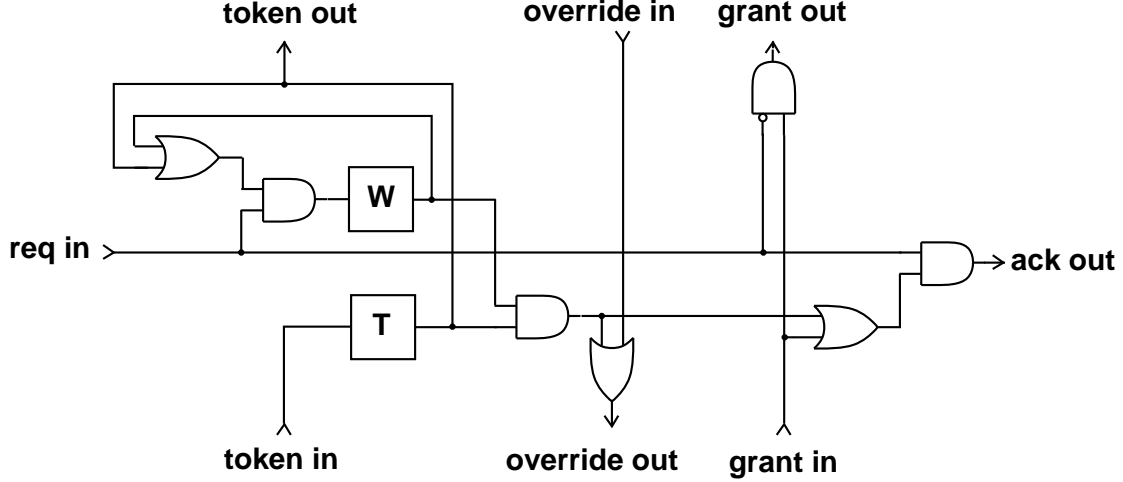 token out
override in
grant out
W
req in
ack out
T
token in
override out
grant in